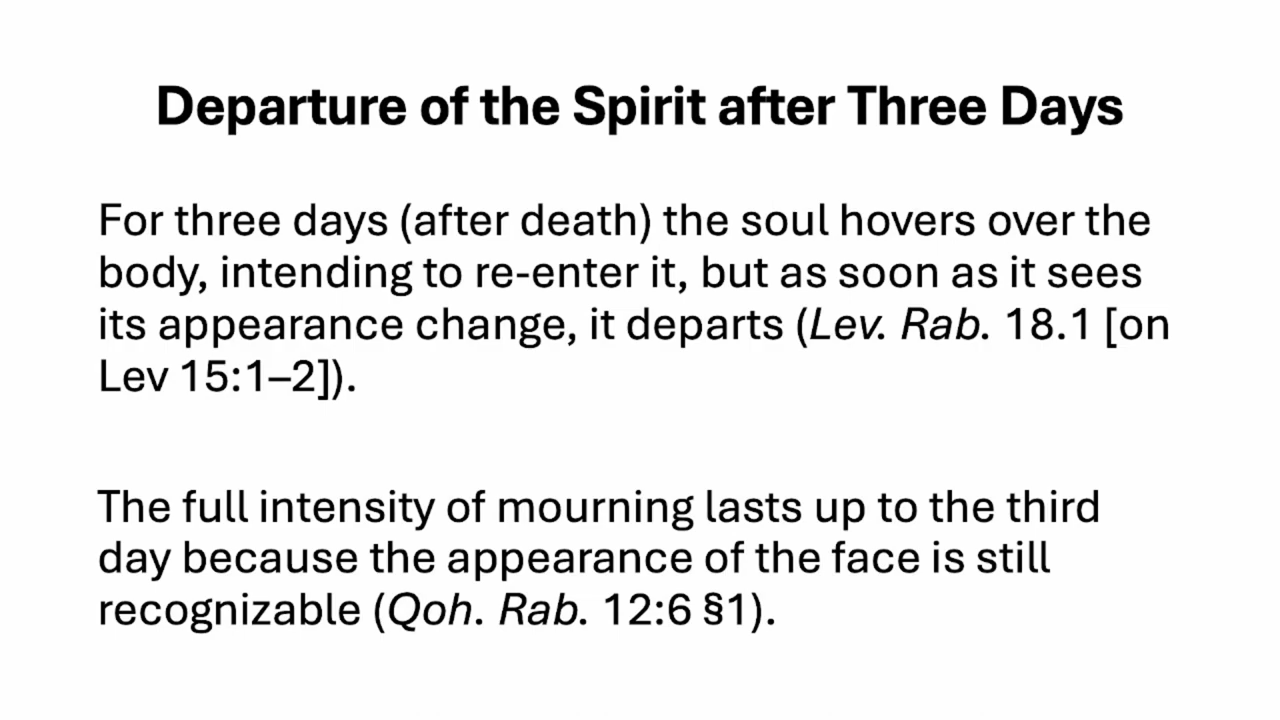 Departure of the Spirit after Three Days
For three days (after death) the soul hovers over the
body, intending to re-enter it, but as soon as it sees
its appearance change, it departs (Lev. Rab. 18.1 [on
Lev 15:1–2]).
The full intensity of mourning lasts up to the third
day because the appearance of the face is still
recognizable (Qoh. Rab. 12:6 §1).